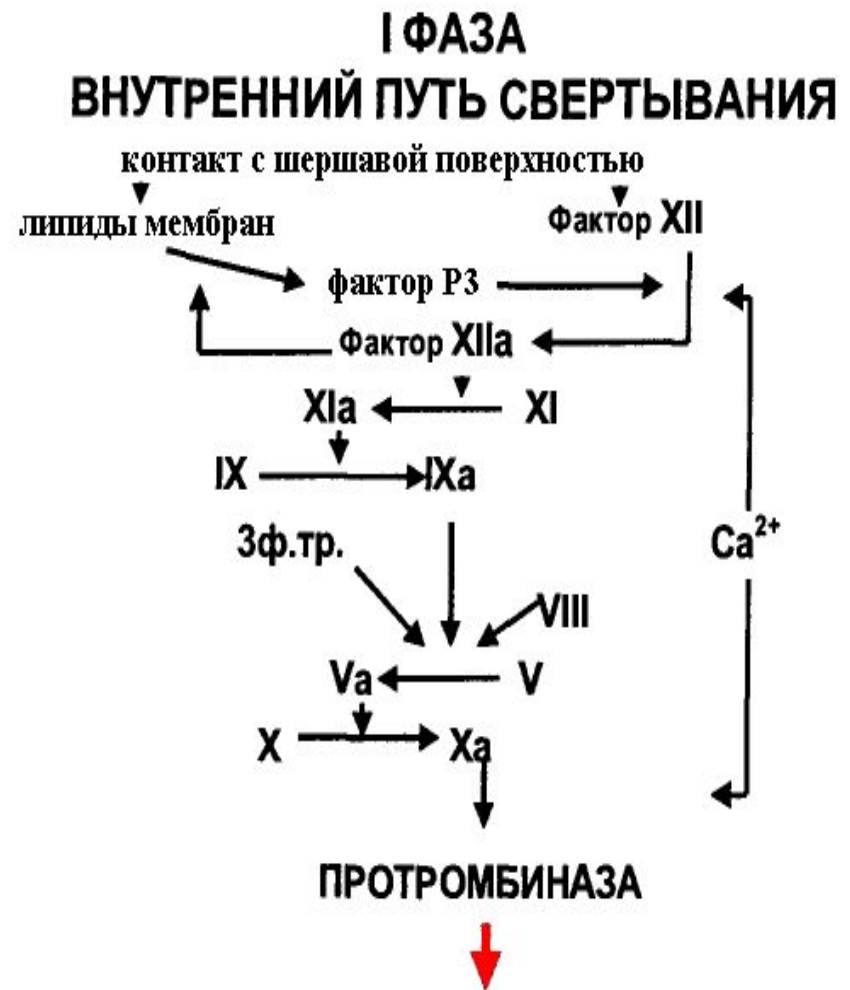 I ФАЗА
ВНУТРЕННИЙ ПУТЬ СВЕРТЫВАНИЯ
контакт с шершавой поверхностью
липиды мембран Фактор XII
фактор Р3
Фактор XIIa
XIa XI
IX IXa
3ф.тр. Ca²⁺
VIII
Va V
X Xa
ПРОТРОМБИНАЗА